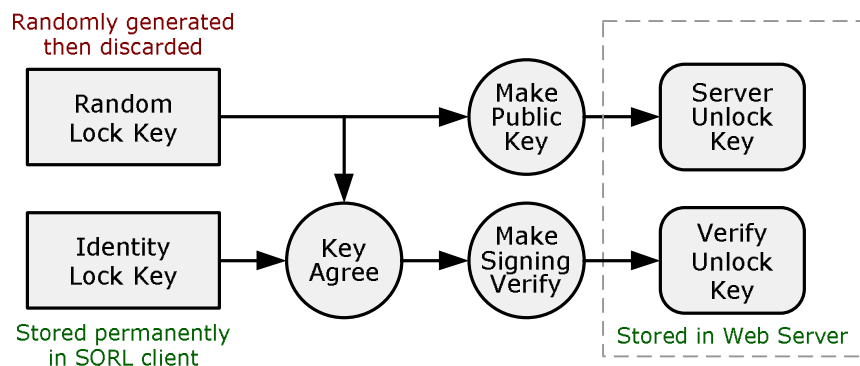 Randomly generated
then discarded
Random
Lock Key
Make
Public
Key
Server
Unlock
Key
Identity
Lock Key
Key
Agree
Make
Signing
Verify
Verify
Unlock
Key
Stored permanently
in SORL client
Stored in Web Server